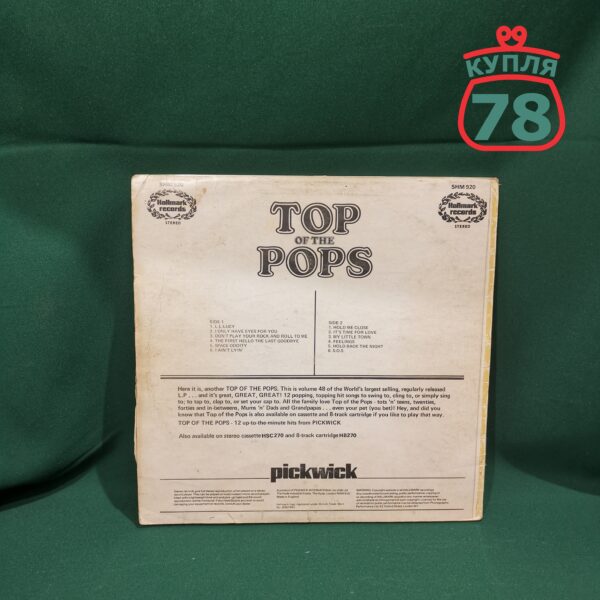 КУПЛЯ
78
SHM 920
Hallmark
records
STEREO
SHM 920
Hallmark
records
STEREO
TOP
OF THE
POPS
SIDE 1
1. L.L. LUCY
2. I ONLY HAVE EYES FOR YOU
3. DON'T PLAY YOUR ROCK AND ROLL TO ME
4. THE FIRST HELLO THE LAST GOODBYE
5. SPACE ODDITY
6. I AIN'T LYIN'
SIDE 2
1. HOLD ME CLOSE
2. IT'S TIME FOR LOVE
3. MY LITTLE TOWN
4. FEELINGS
5. HOLD BACK THE NIGHT
6. S.O.S.
Here it is, another TOP OF THE POPS. This is volume 48 of the World's largest selling, regularly released
L.P . . . and it's great, GREAT, GREAT! 12 popping, topping hit songs to swing to, cling to, or simply sing
to; to tap to, clap to, or set your cap to. All the family love Top of the Pops - tots 'n' teens, twenties,
forties and in-betweens, Mums 'n' Dads and Grandpapas . . . even your pet (you bet)! Hey, and did you
know that Top of the Pops is also available on cassette and 8-track cartridge if you like to play that way.
TOP OF THE POPS - 12 up-to-the-minute hits from PICKWICK
Also available on stereo cassette HSC 270 and 8-track cartridge H8270
pickwick